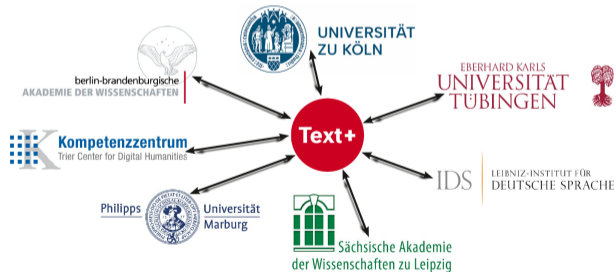 UNIVERSITÄT
ZU KÖLN
berlin-brandenburgische
AKADEMIE DER WISSENSCHAFTEN
EBERHARD KARLS
UNIVERSITÄT
TÜBINGEN
Text+
Kompetenzzentrum
Trier Center for Digital Humanities
IDS
LEIBNIZ-INSTITUT FÜR
DEUTSCHE SPRACHE
Philipps
Universität
Marburg
Sächsische Akademie
der Wissenschaften zu Leipzig